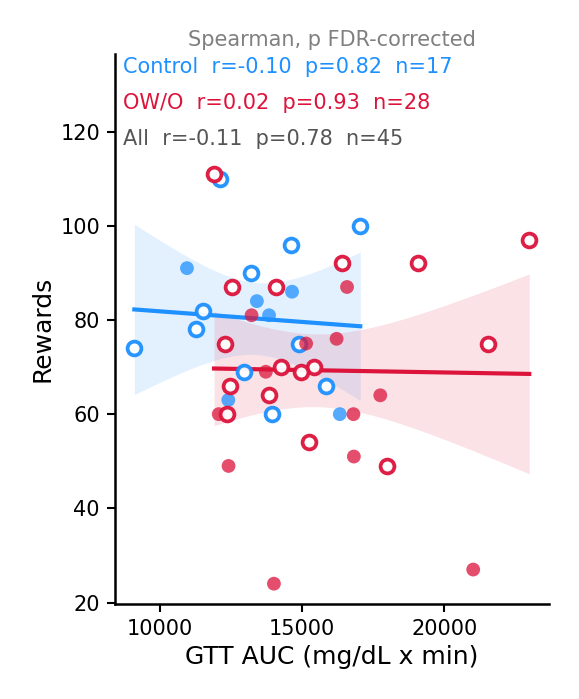 Spearman, p FDR-corrected
Control  r=-0.10  p=0.82  n=17
OW/O  r=0.02  p=0.93  n=28
All  r=-0.11  p=0.78  n=45
120
100
80
60
40
20
Rewards
10000 15000 20000
GTT AUC (mg/dL x min)